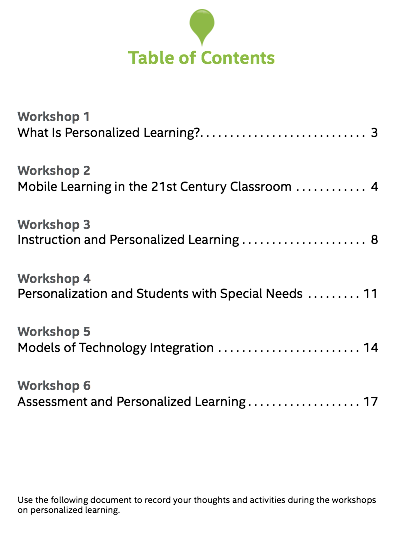 Table of Contents
Workshop 1
What Is Personalized Learning?............................ 3
Workshop 2
Mobile Learning in the 21st Century Classroom ............ 4
Workshop 3
Instruction and Personalized Learning ..................... 8
Workshop 4
Personalization and Students with Special Needs ......... 11
Workshop 5
Models of Technology Integration ........................ 14
Workshop 6
Assessment and Personalized Learning................... 17
Use the following document to record your thoughts and activities during the workshops
on personalized learning.